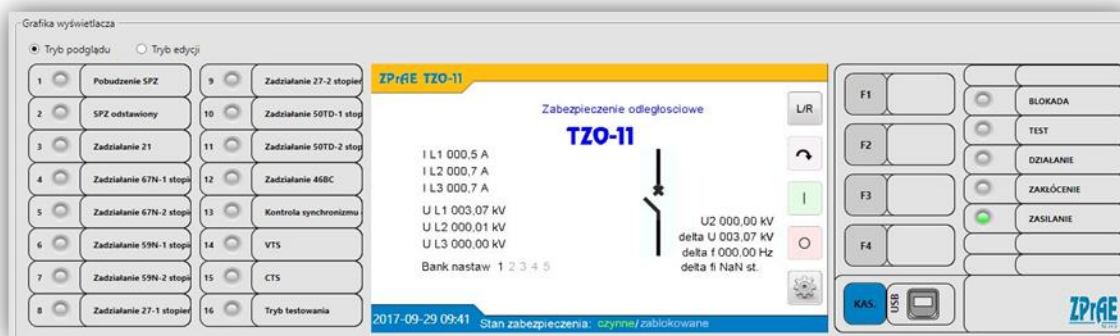 Grafika wyświetlacza
Tryb podglądu Tryb edycji
1 Pobudzenie SPZ
2 SPZ odstawiony
3 Zadziałanie 21
4 Zadziałanie 67N-1 stopi
5 Zadziałanie 67N-2 stopi
6 Zadziałanie 59N-1 stopi
7 Zadziałanie 59N-2 stopi
8 Zadziałanie 27-1 stopier
9 Zadziałanie 27-2 stopier
10 Zadziałanie 50TD-1 stop
11 Zadziałanie 50TD-2 stop
12 Zadziałanie 46BC
13 Kontrola synchronizmu
14 VTS
15 CTS
16 Tryb testowania
ZPrAE TZO-11
Zabezpieczenie odległosciowe
TZO-11
I L1 000,5 A
I L2 000,7 A
I L3 000,7 A
U L1 003,07 kV
U L2 000,01 kV
U L3 000,00 kV
Bank nastaw 1 2 3 4 5
U2 000,00 kV
delta U 003,07 kV
delta f 000,00 Hz
delta fi NaN st.
L/R
I
O
2017-09-29 09:41 Stan zabezpieczenia: czynne/zablokowane
F1
F2
F3
F4
KAS.
USB
BLOKADA
TEST
DZIAŁANIE
ZAKŁÓCENIE
ZASILANIE
ZPrAE